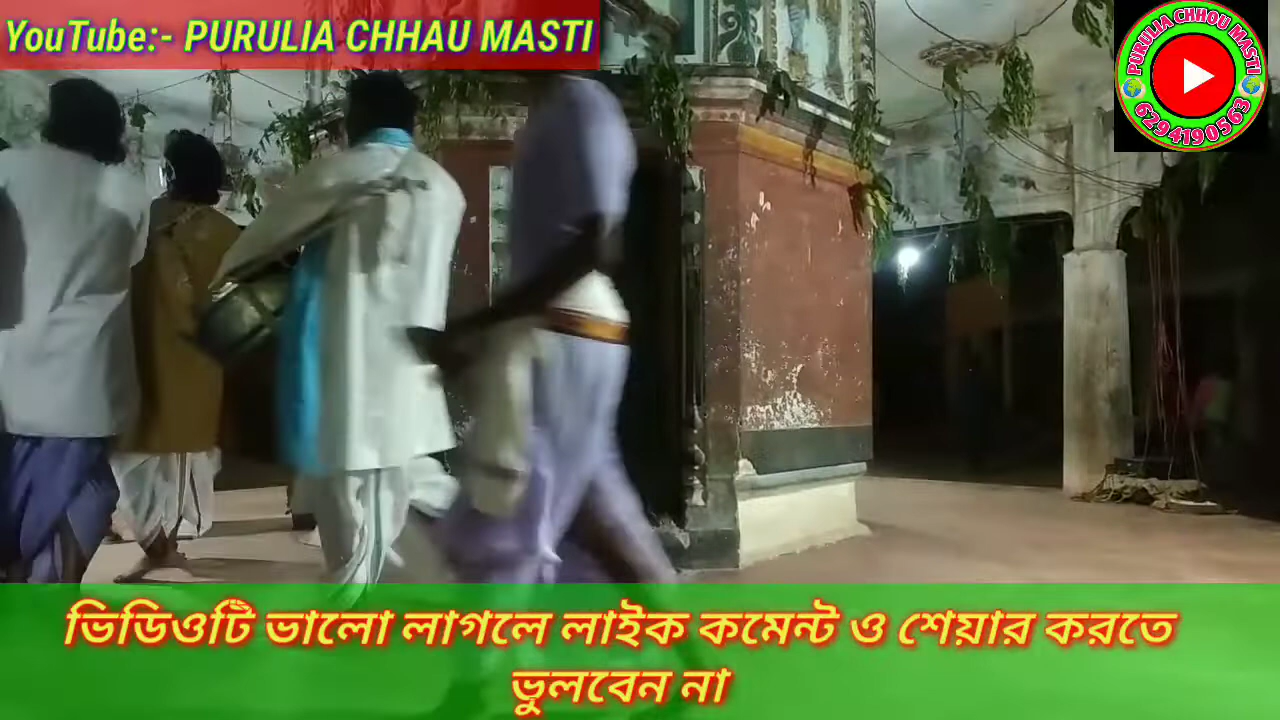 YouTube:- PURULIA CHHAU MASTI
PURULIA CHHOU MASTI
6294190563
ভিডিওটি ভালো লাগলে লাইক কমেন্ট ও শেয়ার করতে
ভুলবেন না